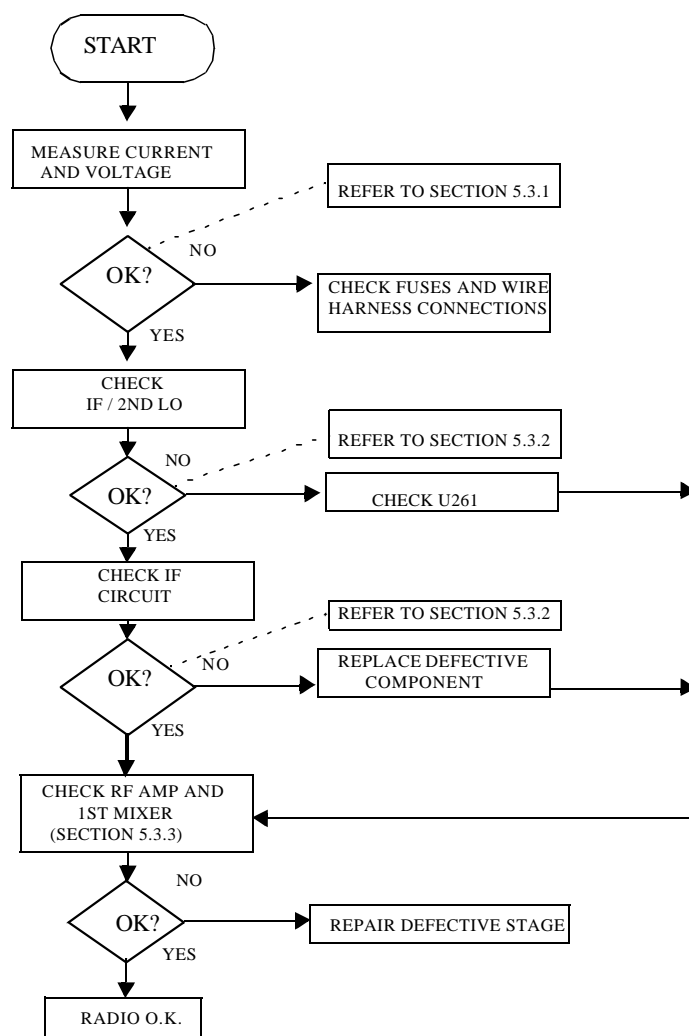 START
MEASURE CURRENT
AND VOLTAGE
REFER TO SECTION 5.3.1
NO
OK?
CHECK FUSES AND WIRE
HARNESS CONNECTIONS
YES
CHECK
IF / 2ND LO
REFER TO SECTION 5.3.2
NO
OK?
CHECK U261
YES
CHECK IF
CIRCUIT
REFER TO SECTION 5.3.2
NO
OK?
REPLACE DEFECTIVE
COMPONENT
YES
CHECK RF AMP AND
1ST MIXER
(SECTION 5.3.3)
NO
OK?
REPAIR DEFECTIVE STAGE
YES
RADIO O.K.